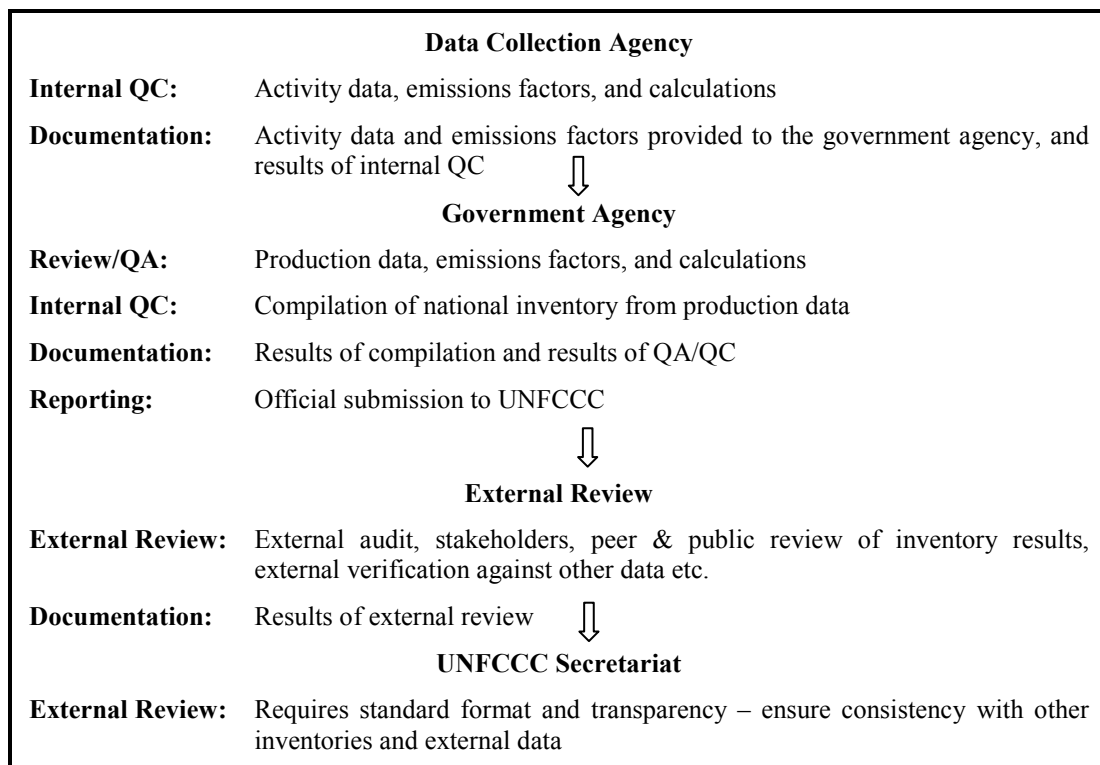 Data Collection Agency
Internal QC: Activity data, emissions factors, and calculations
Documentation: Activity data and emissions factors provided to the government agency, and
results of internal QC
Government Agency
Review/QA: Production data, emissions factors, and calculations
Internal QC: Compilation of national inventory from production data
Documentation: Results of compilation and results of QA/QC
Reporting: Official submission to UNFCCC
External Review
External Review: External audit, stakeholders, peer & public review of inventory results,
external verification against other data etc.
Documentation: Results of external review
UNFCCC Secretariat
External Review: Requires standard format and transparency – ensure consistency with other
inventories and external data